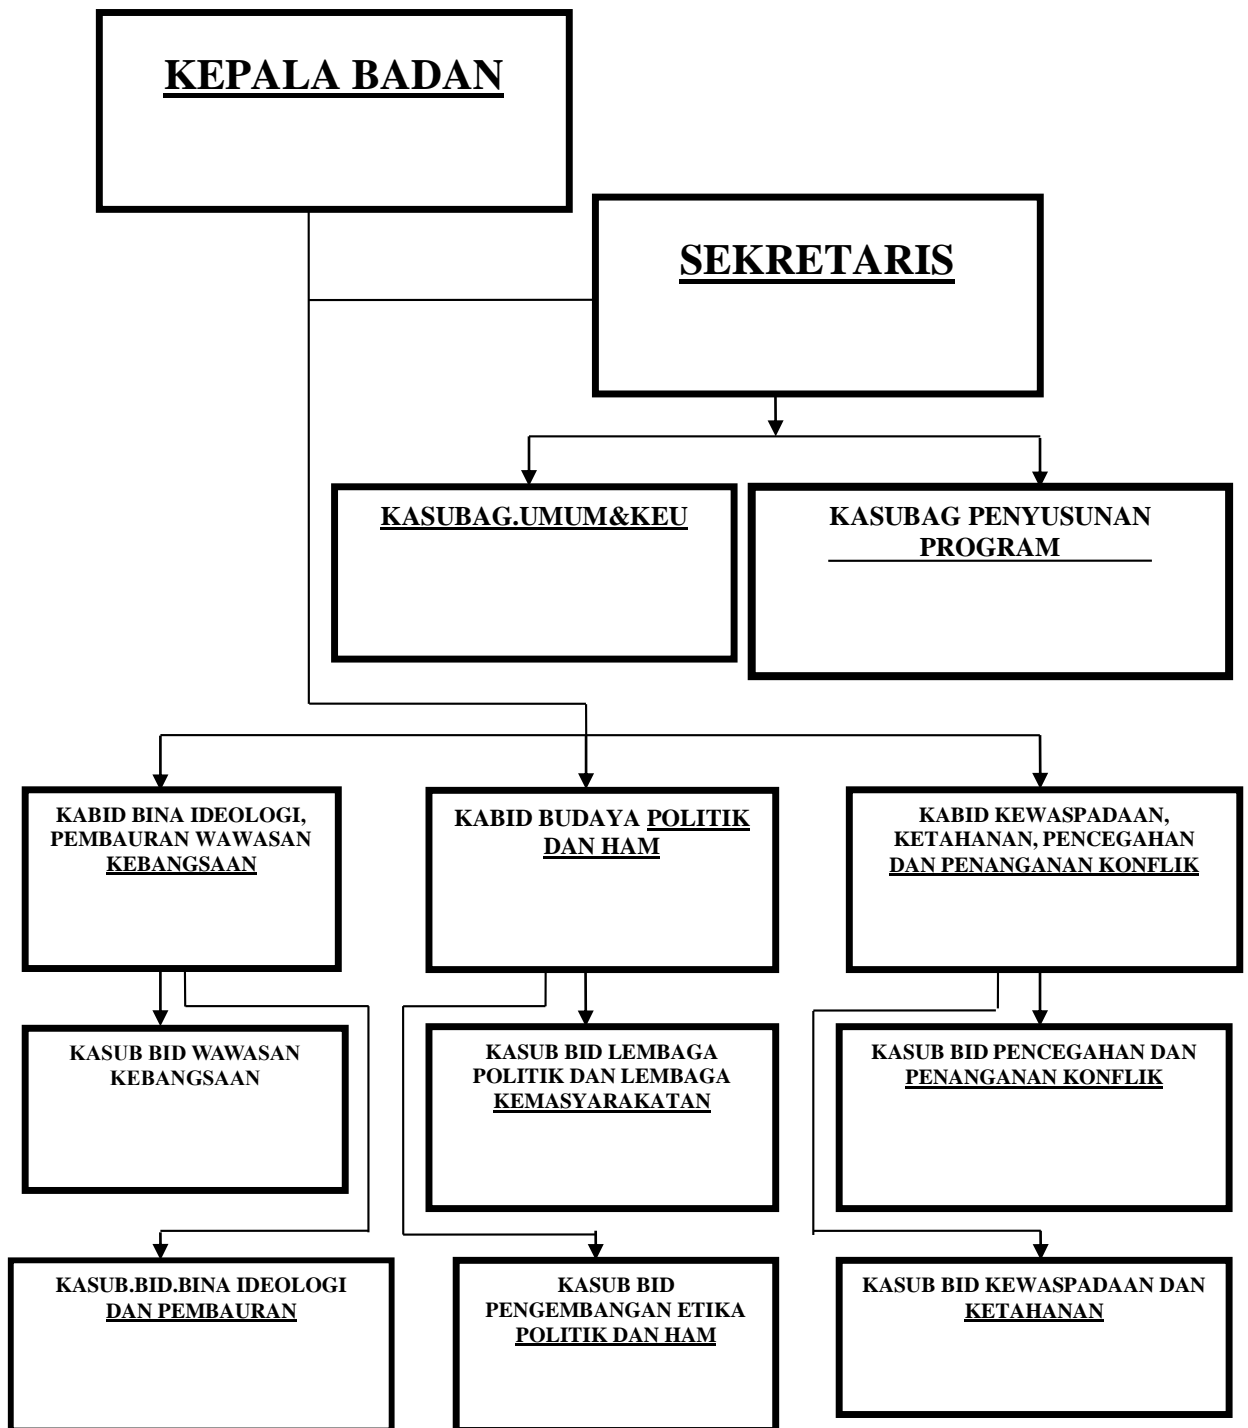 KEPALA BADAN
SEKRETARIS
KASUBAG.UMUM&KEU
KASUBAG PENYUSUNAN
PROGRAM
KABID BINA IDEOLOGI,
PEMBAURAN WAWASAN
KEBANGSAAN
KABID BUDAYA POLITIK
DAN HAM
KABID KEWASPADAAN,
KETAHANAN, PENCEGAHAN
DAN PENANGANAN KONFLIK
KASUB BID WAWASAN
KEBANGSAAN
KASUB BID LEMBAGA
POLITIK DAN LEMBAGA
KEMASYARAKATAN
KASUB BID PENCEGAHAN DAN
PENANGANAN KONFLIK
KASUB.BID.BINA IDEOLOGI
DAN PEMBAURAN
KASUB BID
PENGEMBANGAN ETIKA
POLITIK DAN HAM
KASUB BID KEWASPADAAN DAN
KETAHANAN